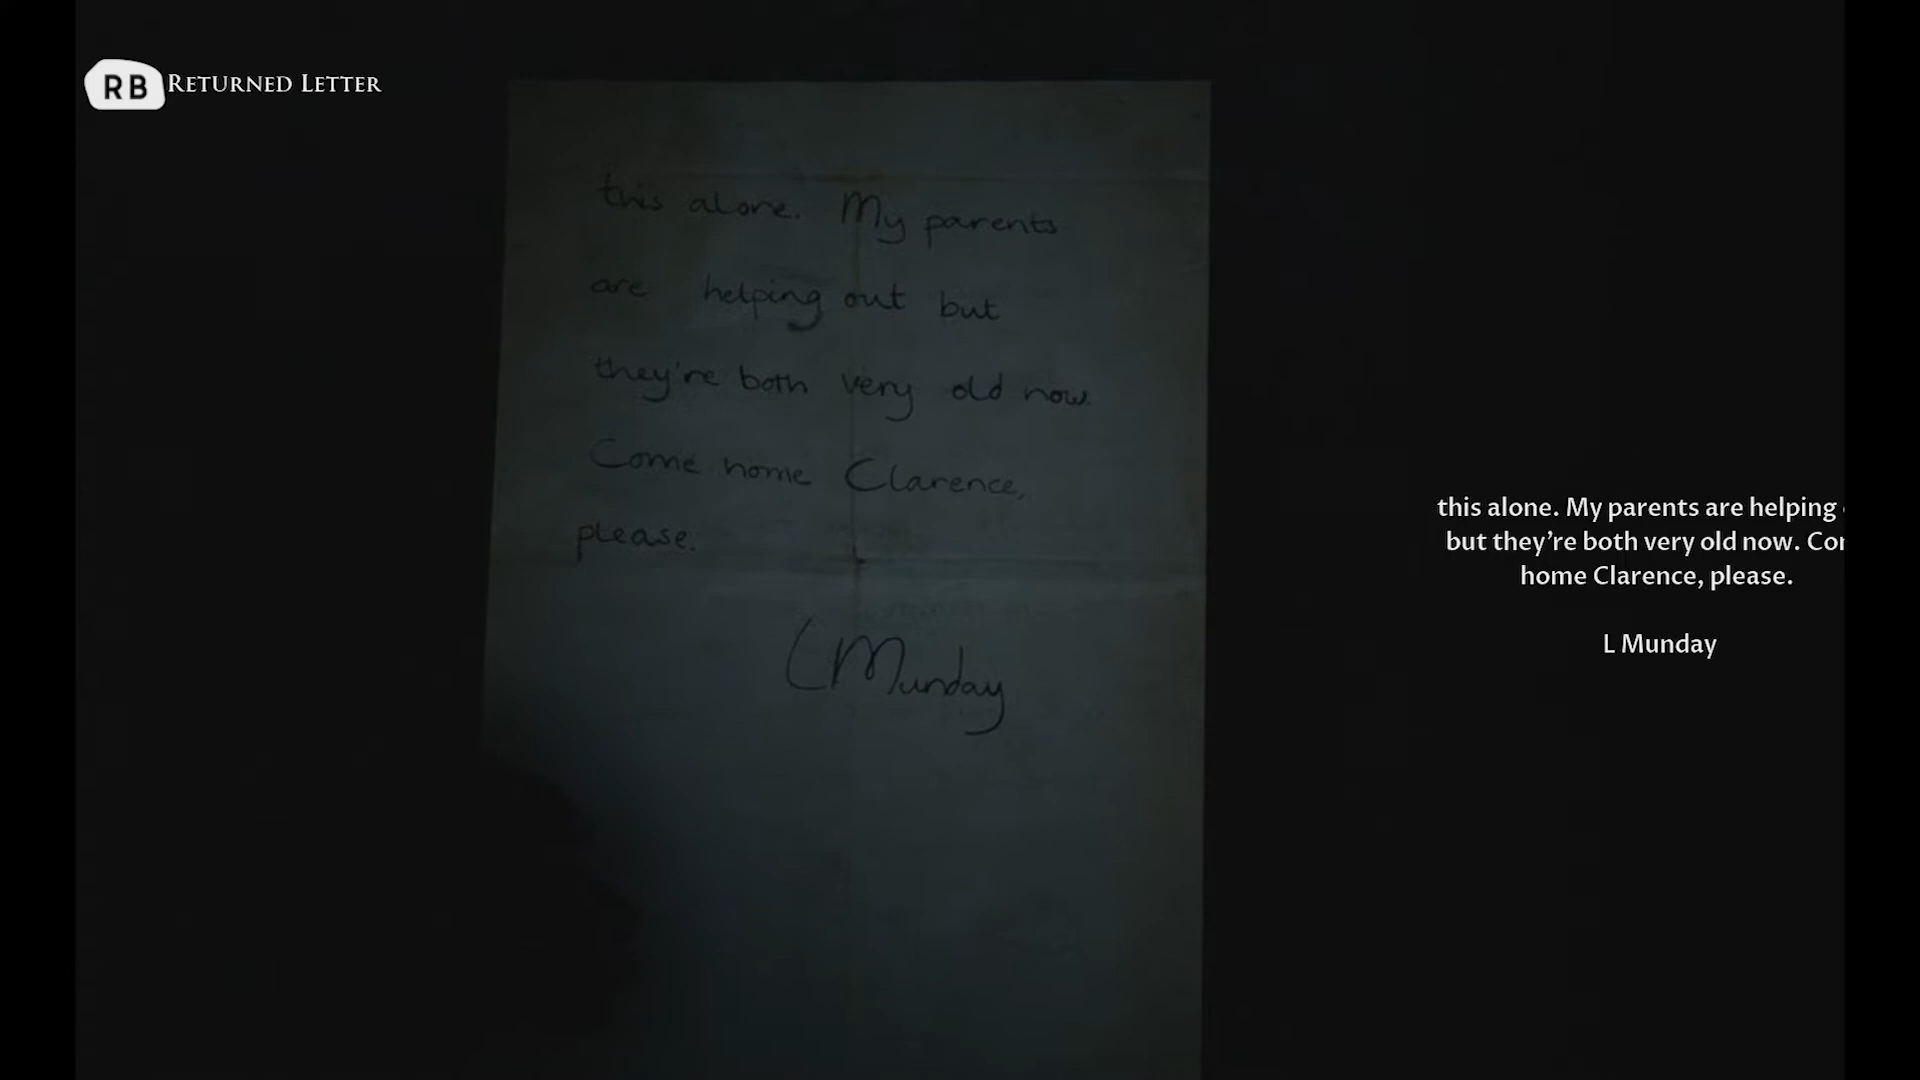 RB RETURNED LETTER
this alone. My parents
are helping out but
they're both very old now.
Come home Clarence,
please.
L Munday
this alone. My parents are helping
but they're both very old now. Co
home Clarence, please.
L Munday